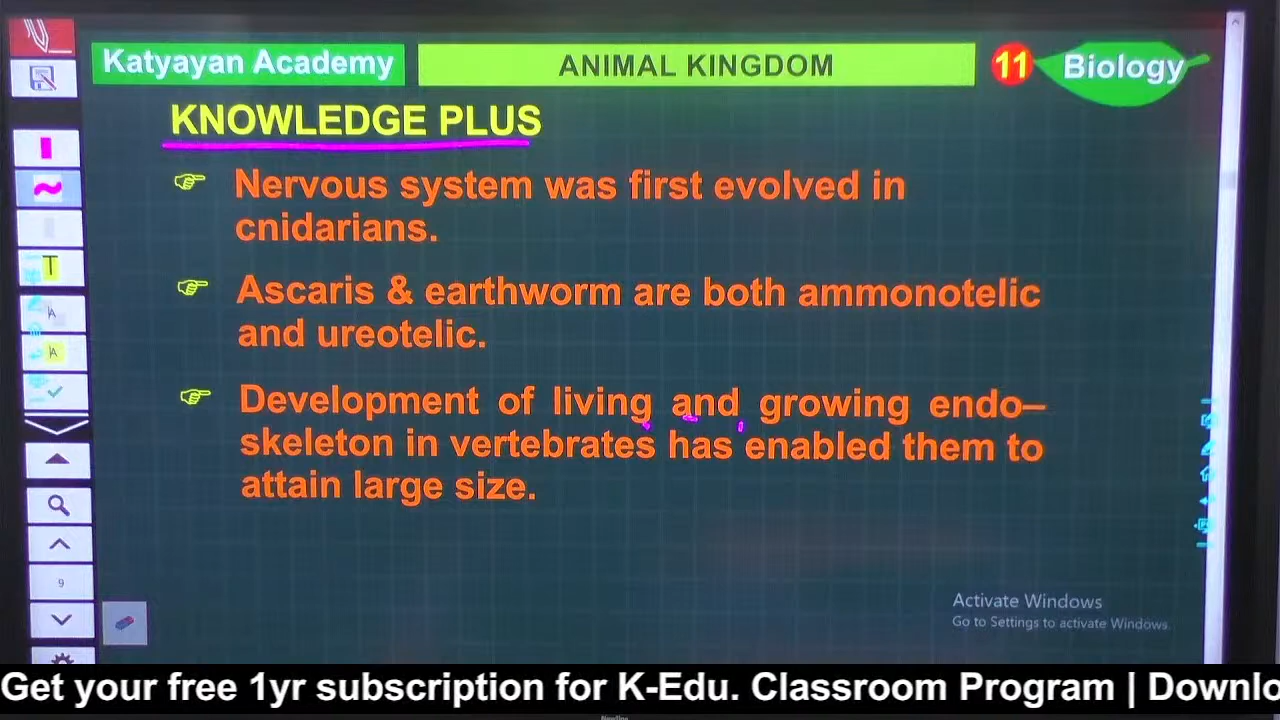 Katyayan Academy
ANIMAL KINGDOM
11
Biology
KNOWLEDGE PLUS
Nervous system was first evolved in
cnidarians.
Ascaris & earthworm are both ammonotelic
and ureotelic.
Development of living and growing endo–
skeleton in vertebrates has enabled them to
attain large size.
T
A
A
9
Activate Windows
Go to Settings to activate Windows.
Get your free 1yr subscription for K-Edu. Classroom Program | Downlo
Newline